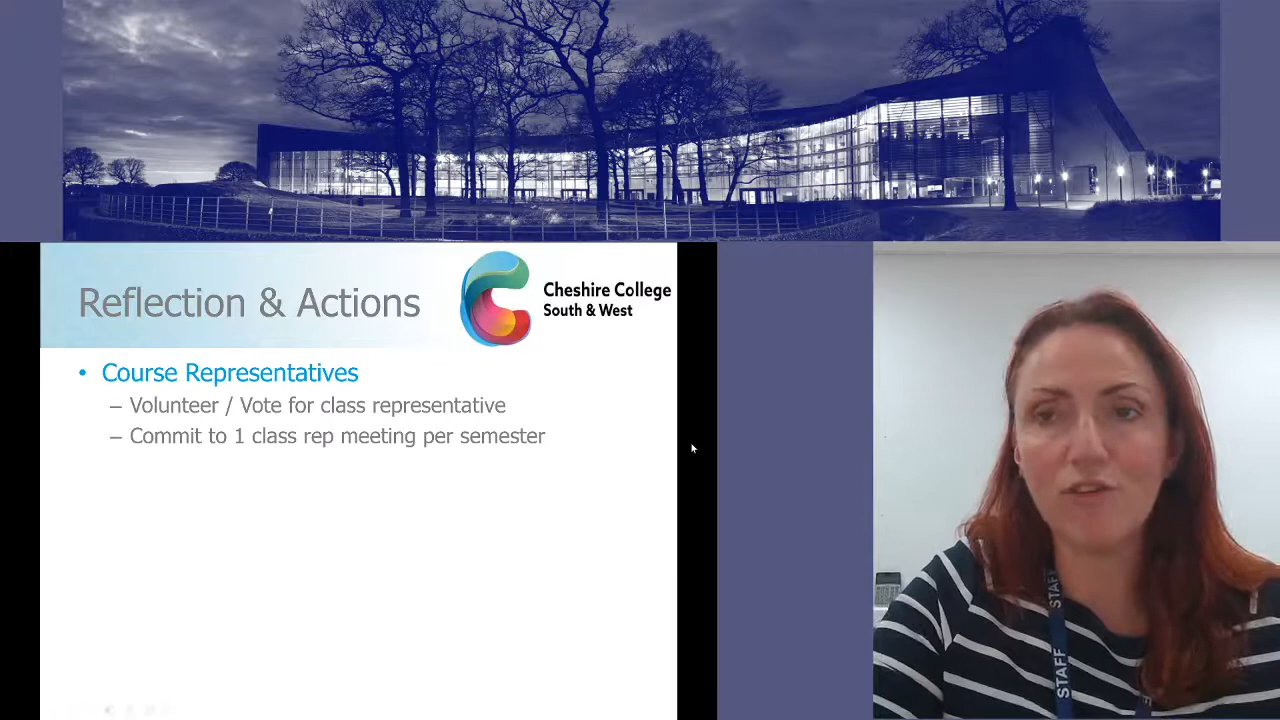 Reflection & Actions
Cheshire College
South & West
• Course Representatives
– Volunteer / Vote for class representative
– Commit to 1 class rep meeting per semester
STAFF
STAFF